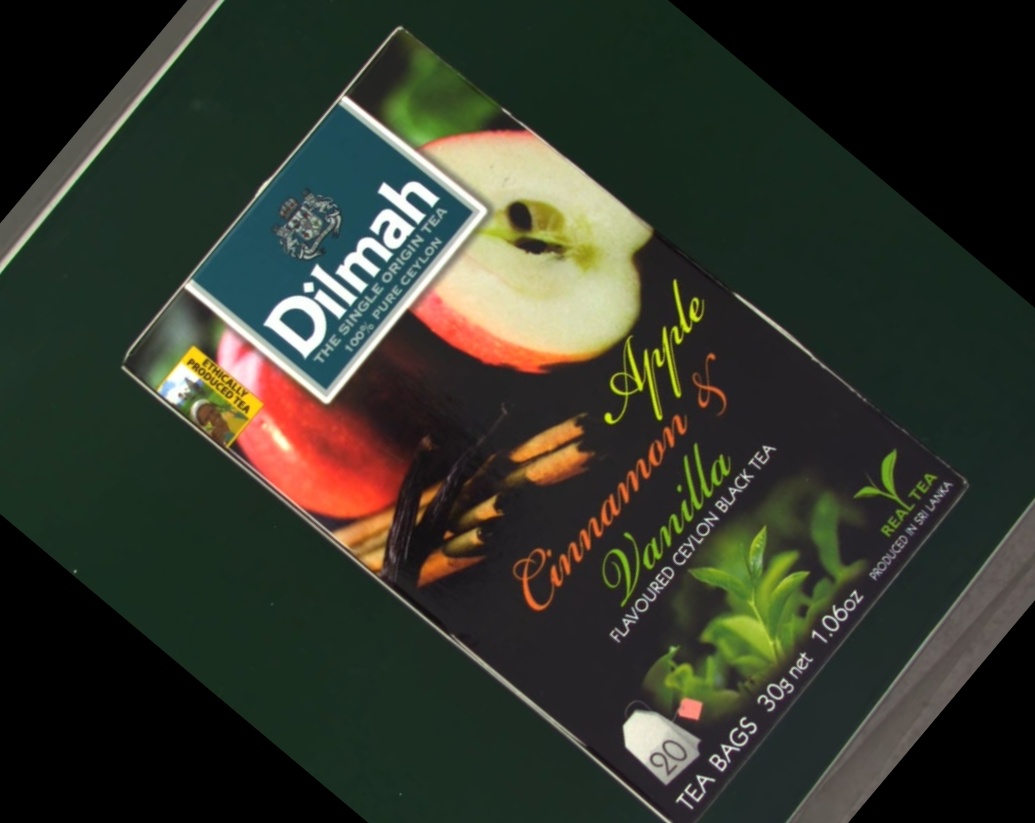 Dilmah
THE SINGLE ORIGIN TEA
100% PURE CEYLON
ETHICALLY
PRODUCED TEA
Apple
Cinnamon &
Vanilla
FLAVOURED CEYLON BLACK TEA
REAL TEA
PRODUCED IN SRI LANKA
20
TEA BAGS 30g net 1.06oz